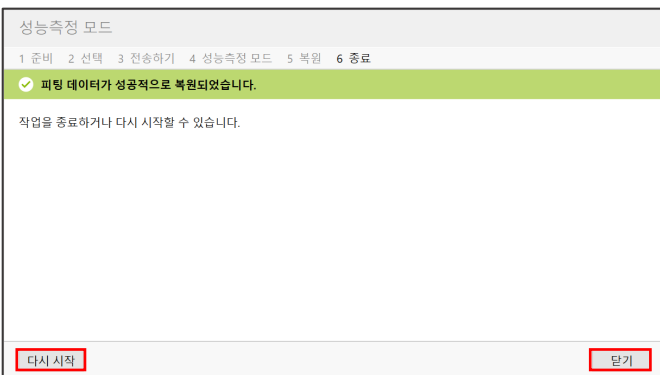 성능측정 모드
1 준비 2 선택 3 전송하기 4 성능측정 모드 5 복원 6 종료
피팅 데이터가 성공적으로 복원되었습니다.
작업을 종료하거나 다시 시작할 수 있습니다.
다시 시작 닫기